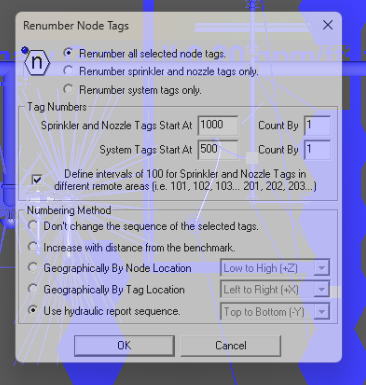 Renumber Node Tags
n
Renumber all selected node tags.
Renumber sprinkler and nozzle tags only.
Renumber system tags only.
Tag Numbers
Sprinkler and Nozzle Tags Start At 1000 Count By 1
System Tags Start At 500 Count By 1
Define intervals of 100 for Sprinkler and Nozzle Tags in
different remote areas (i.e. 101, 102, 103... 201, 202, 203...)
Numbering Method
Don't change the sequence of the selected tags.
Increase with distance from the benchmark.
Geographically By Node Location Low to High (+Z)
Geographically By Tag Location Left to Right (+X)
Use hydraulic report sequence. Top to Bottom (-Y)
OK Cancel